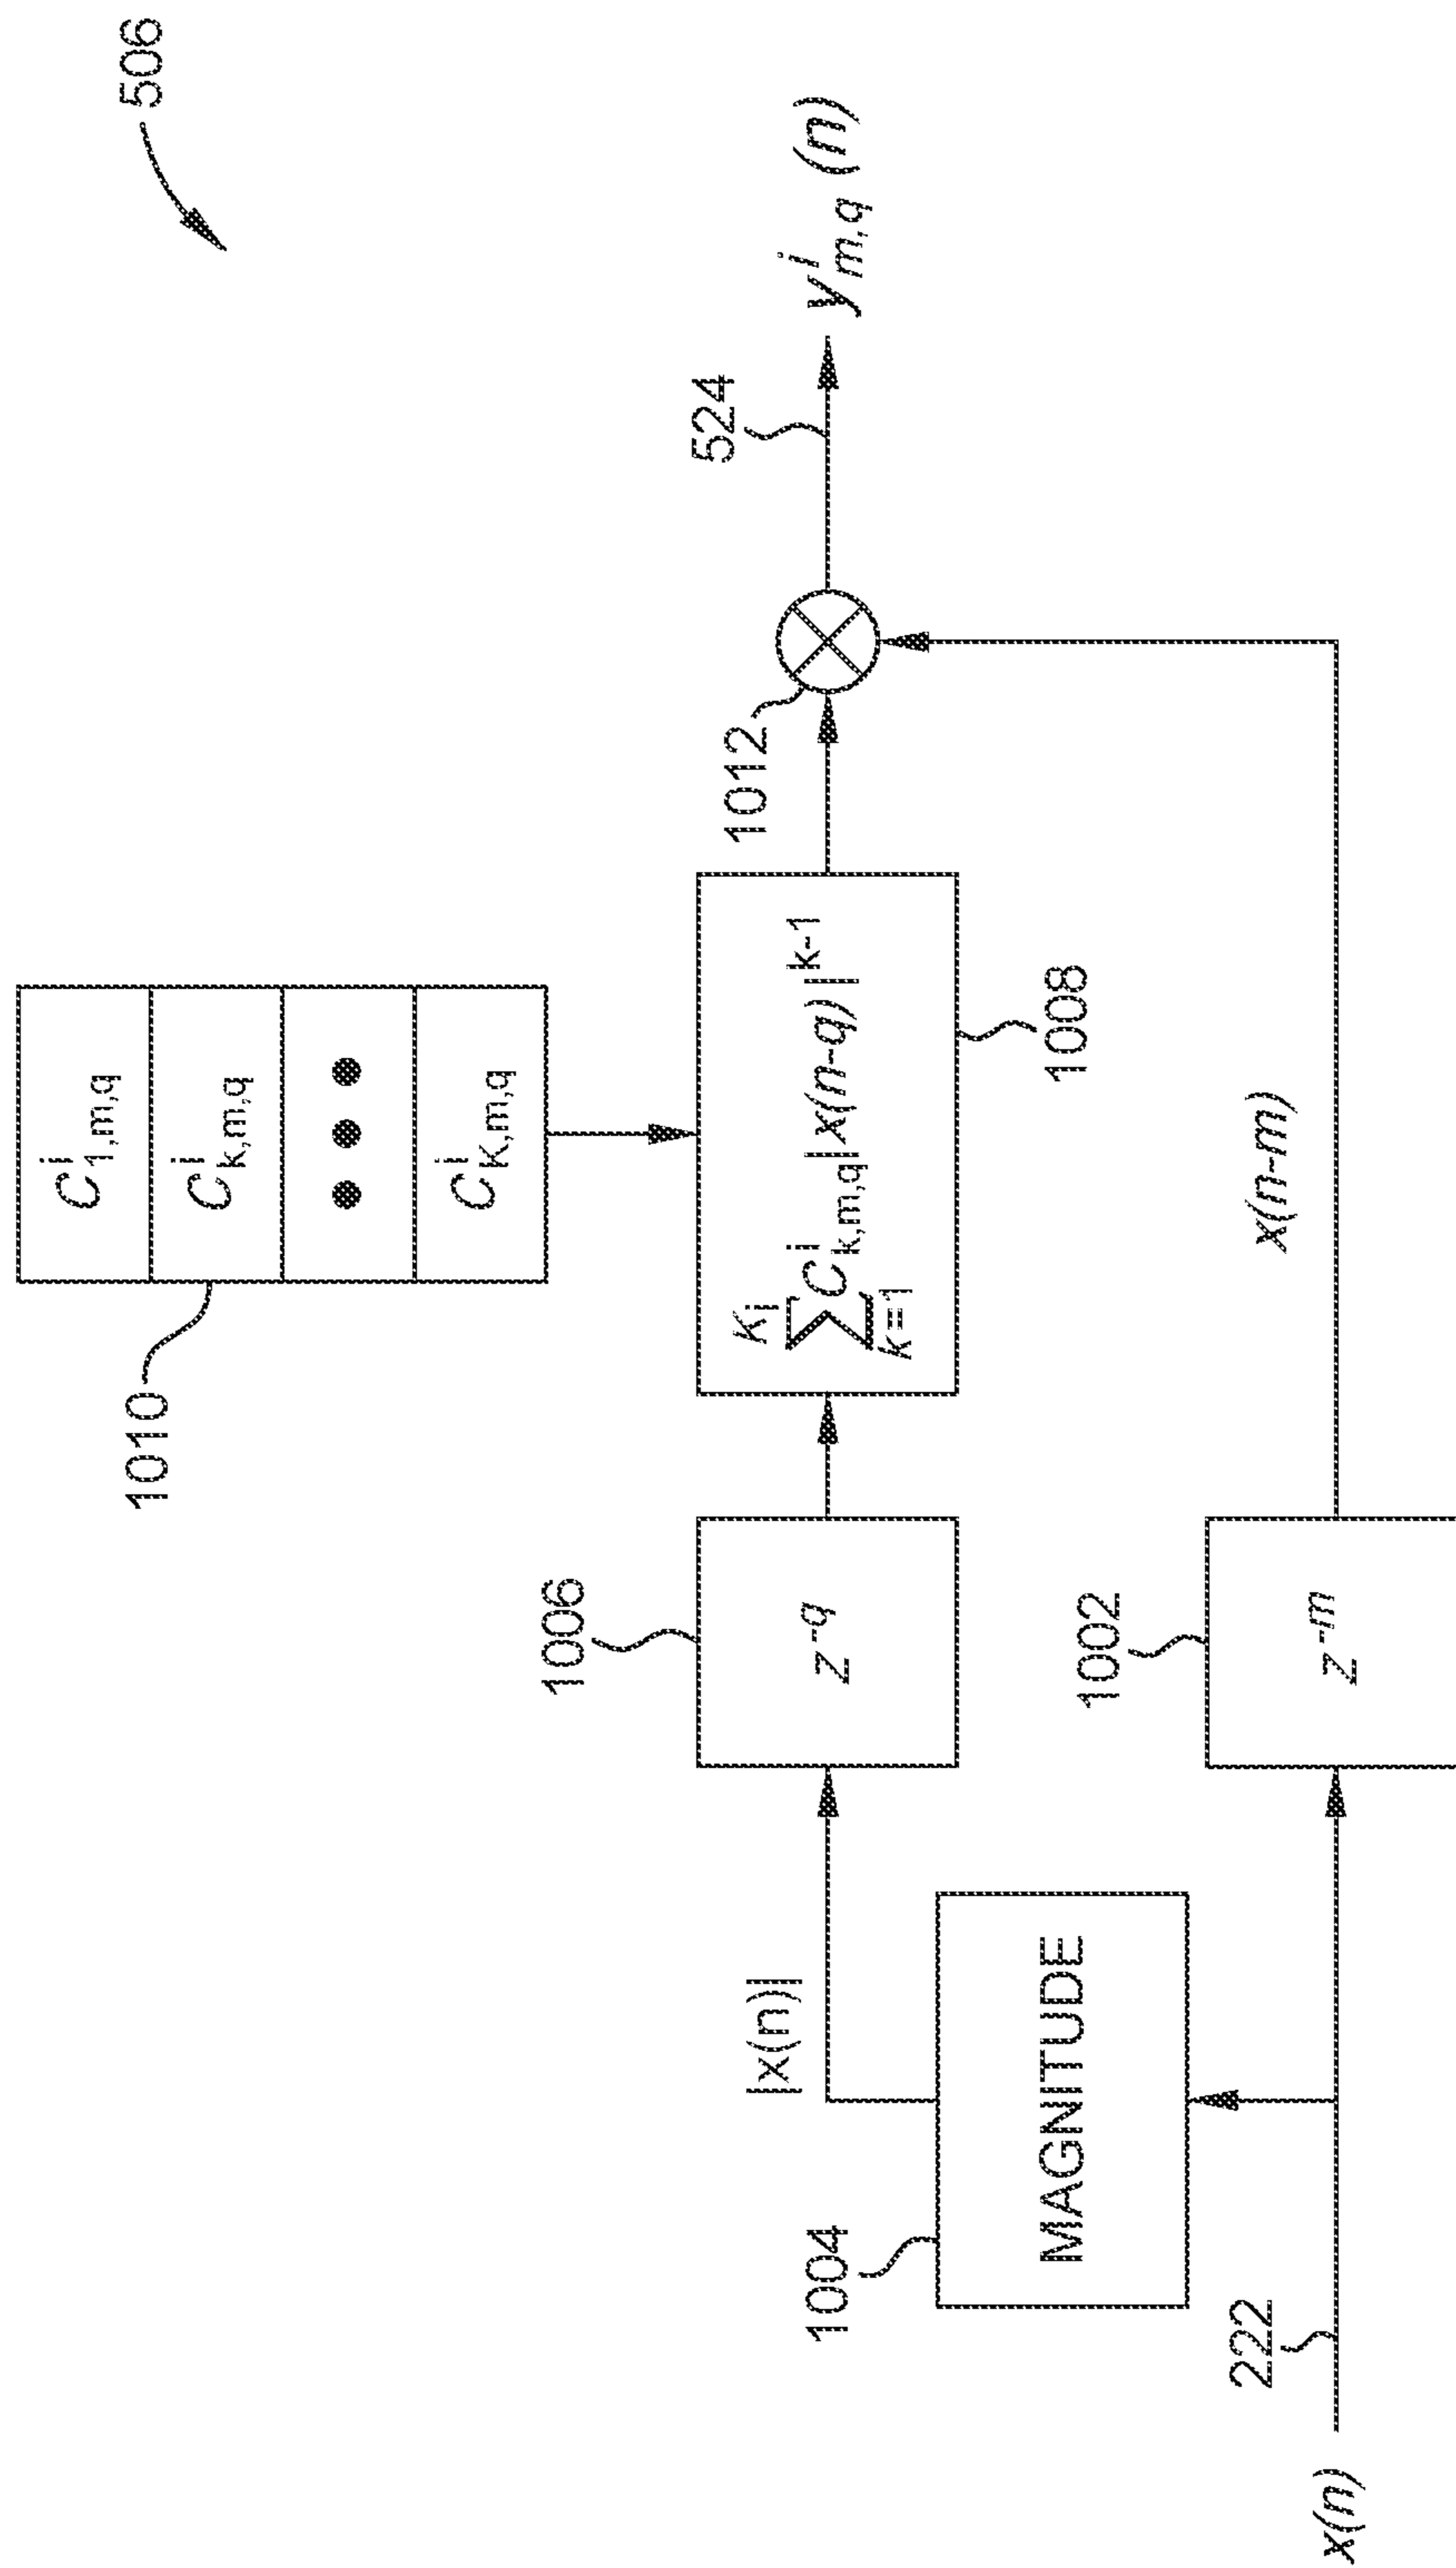 506
1010
C^i_{1,m,q}
C^i_{k,m,q}
• • •
C^i_{K,m,q}
524
y^i_{m,q}(n)
1012
1006
z^{-q}
\sum_{k=1}^{K_i} C^i_{k,m,q}|x(n-q)|^{k-1}
1008
|x(n)|
1004
MAGNITUDE
1002
z^{-m}
x(n-m)
222
x(n)